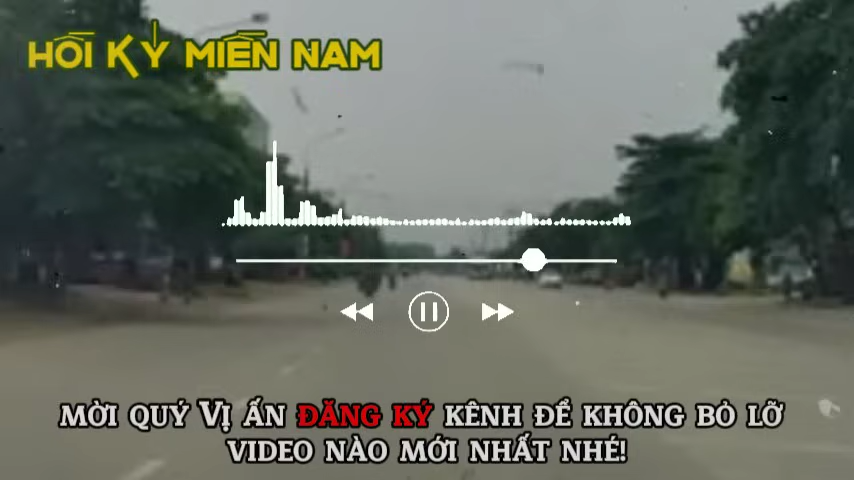 HỒI KÝ MIỀN NAM
MỜI QUÝ VỊ ẤN ĐĂNG KÝ KÊNH ĐỂ KHÔNG BỎ LỠ
VIDEO NÀO MỚI NHẤT NHÉ!